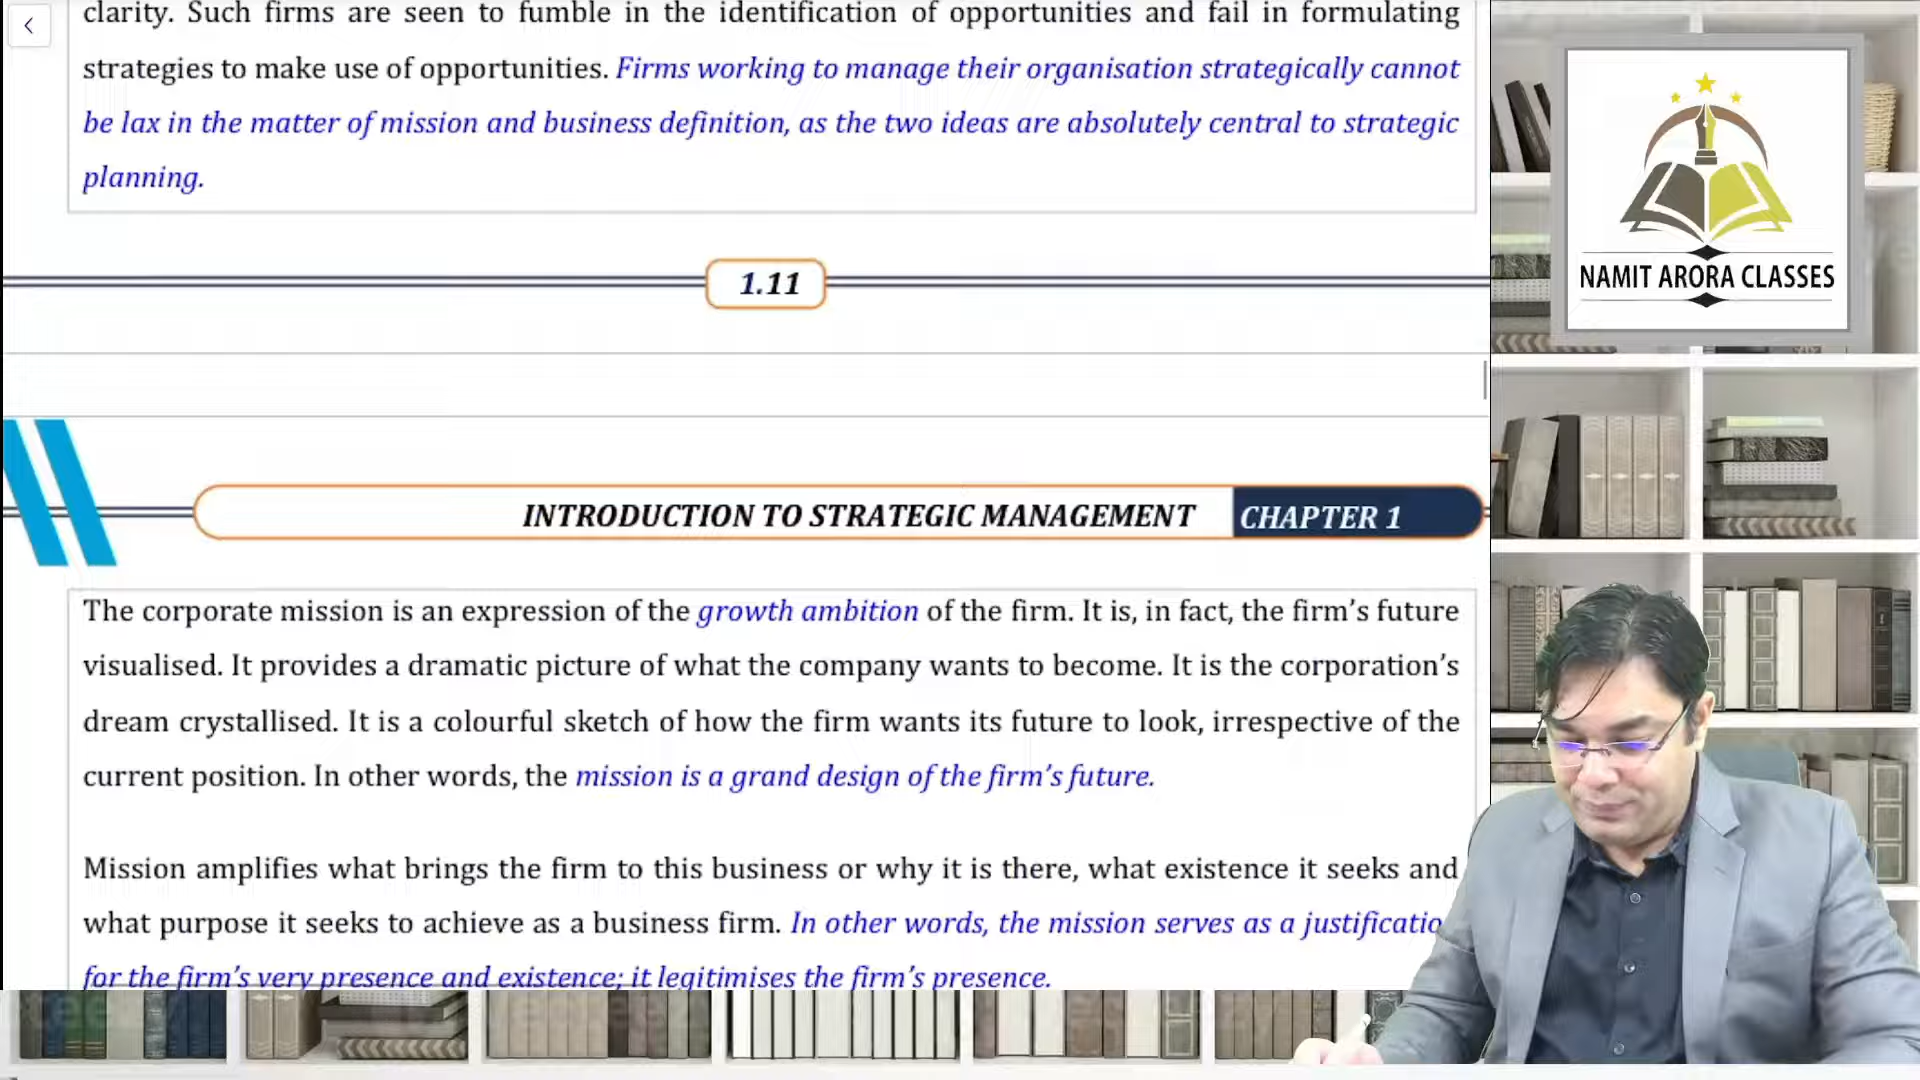 clarity. Such firms are seen to fumble in the identification of opportunities and fail in formulating
strategies to make use of opportunities. Firms working to manage their organisation strategically cannot
be lax in the matter of mission and business definition, as the two ideas are absolutely central to strategic
planning.
1.11
NAMIT ARORA CLASSES
INTRODUCTION TO STRATEGIC MANAGEMENT CHAPTER 1
The corporate mission is an expression of the growth ambition of the firm. It is, in fact, the firm's future
visualised. It provides a dramatic picture of what the company wants to become. It is the corporation's
dream crystallised. It is a colourful sketch of how the firm wants its future to look, irrespective of the
current position. In other words, the mission is a grand design of the firm's future.
Mission amplifies what brings the firm to this business or why it is there, what existence it seeks and
what purpose it seeks to achieve as a business firm. In other words, the mission serves as a justificatio
for the firm's very presence and existence; it legitimises the firm's presence.